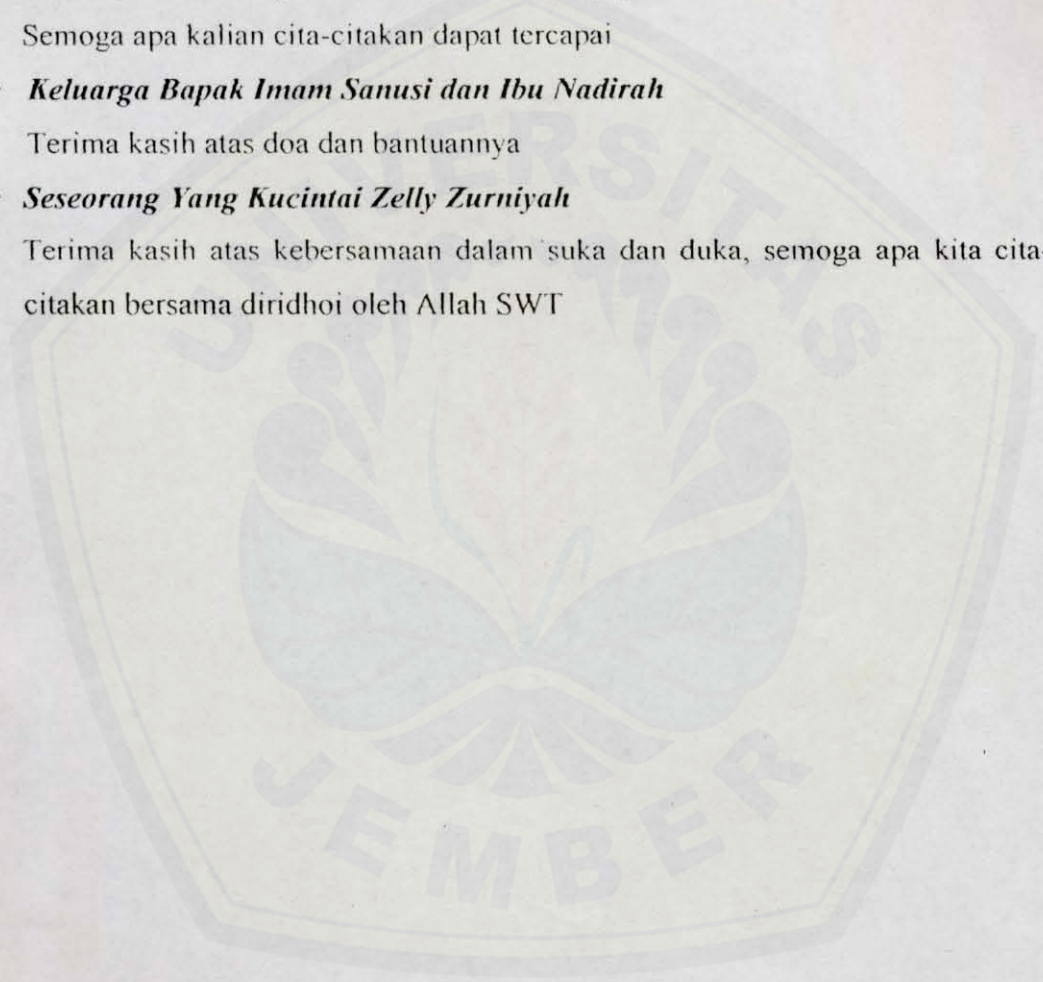 Semoga apa kalian cita-citakan dapat tercapai
Keluarga Bapak Imam Sanusi dan Ibu Nadirah
Terima kasih atas doa dan bantuannya
Seseorang Yang Kucintai Zelly Zurniyah
Terima kasih atas kebersamaan dalam suka dan duka, semoga apa kita cita-
citakan bersama diridhoi oleh Allah SWT
UNIVERSITAS
JEMBER